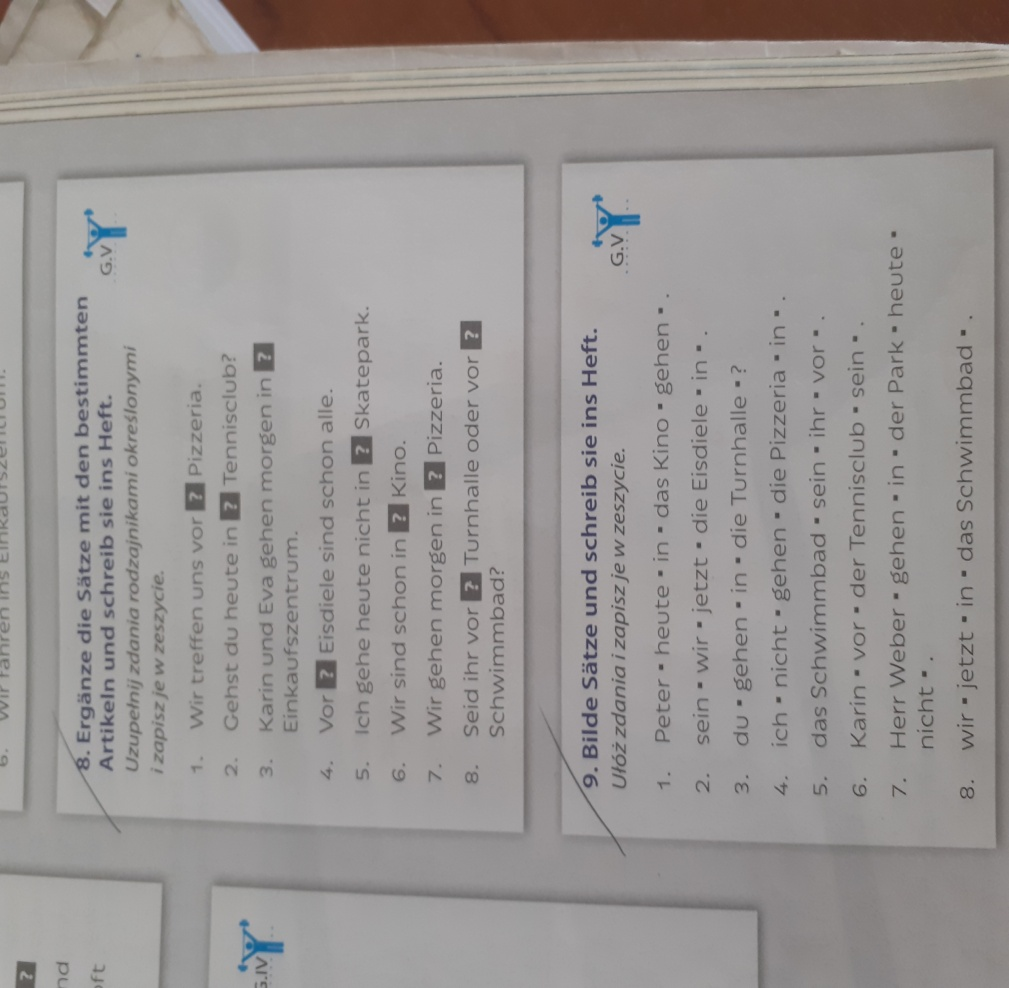 6. Wir fahren ins Einkaufszentrum.
8. Ergänze die Sätze mit den bestimmten
Artikeln und schreib sie ins Heft.
Uzupełnij zdania rodzajnikami określonymi
i zapisz je w zeszycie.
G.V
1. Wir treffen uns vor ? Pizzeria.
2. Gehst du heute in ? Tennisclub?
3. Karin und Eva gehen morgen in ?
Einkaufszentrum.
4. Vor ? Eisdiele sind schon alle.
5. Ich gehe heute nicht in ? Skatepark.
6. Wir sind schon in ? Kino.
7. Wir gehen morgen in ? Pizzeria.
8. Seid ihr vor ? Turnhalle oder vor ?
Schwimmbad?
9. Bilde Sätze und schreib sie ins Heft.
Ułóż zdania i zapisz je w zeszycie.
G.V
1. Peter ▪ heute ▪ in ▪ das Kino ▪ gehen ▪ .
2. sein ▪ wir ▪ jetzt ▪ die Eisdiele ▪ in ▪ .
3. du ▪ gehen ▪ in ▪ die Turnhalle ▪ ?
4. ich ▪ nicht ▪ gehen ▪ die Pizzeria ▪ in ▪ .
5. das Schwimmbad ▪ sein ▪ ihr ▪ vor ▪ .
6. Karin ▪ vor ▪ der Tennisclub ▪ sein ▪ .
7. Herr Weber ▪ gehen ▪ in ▪ der Park ▪ heute ▪
nicht ▪ .
8. wir ▪ jetzt ▪ in ▪ das Schwimmbad ▪ .
?
nd
oft
G.IV